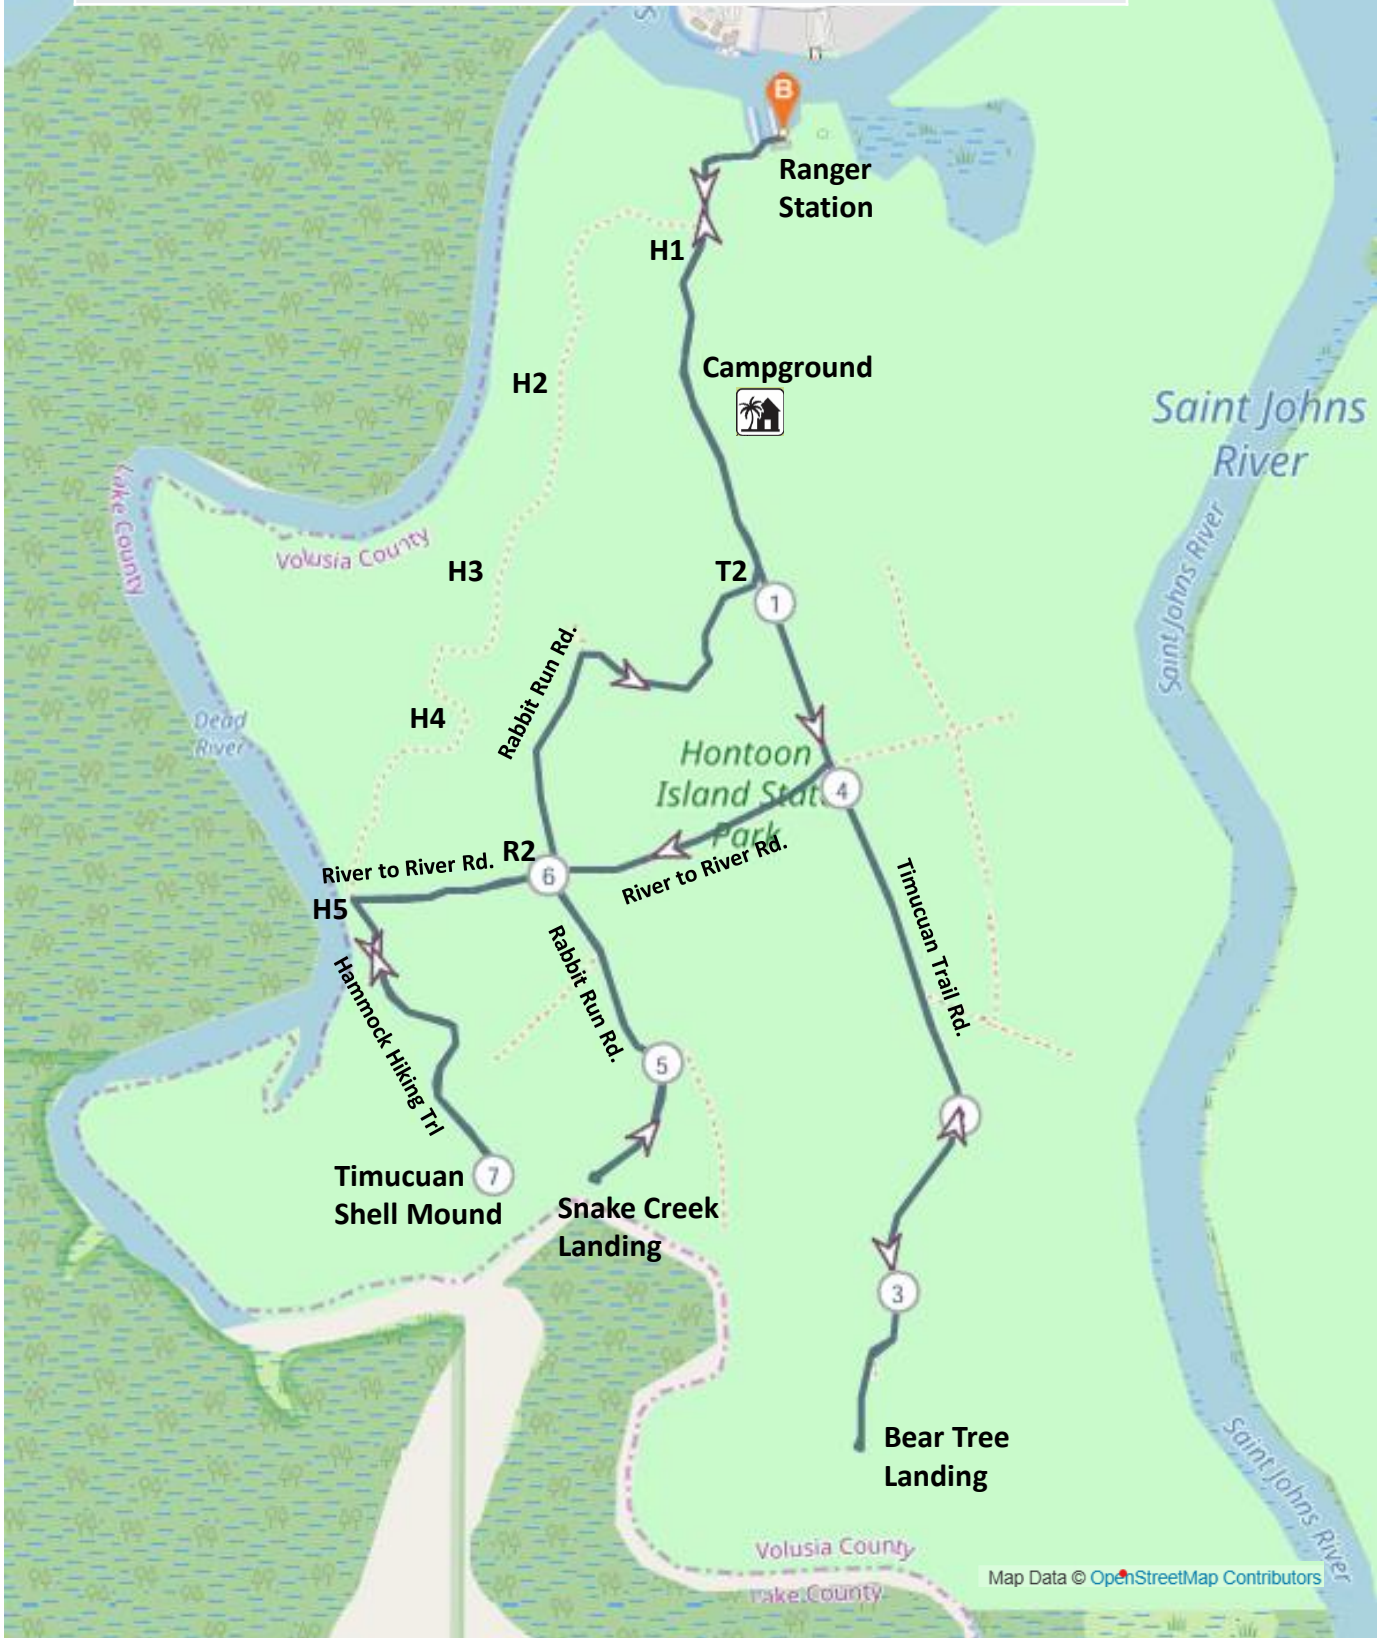 B
Ranger
Station
H1
Campground
H2
Saint Johns
River
Lake County
Volusia County
Saint Johns River
H3
T2
1
Rabbit Run Rd.
H4
Dead
River
Hontoon
Island State
Park
4
River to River Rd.
R2
6
River to River Rd.
H5
Timucuan Trail Rd.
Rabbit Run Rd.
Hammock Hiking Trl
5
Timucuan
Shell Mound
7
Snake Creek
Landing
3
Bear Tree
Landing
Saint Johns River
Volusia County
Lake County
Map Data © OpenStreetMap Contributors